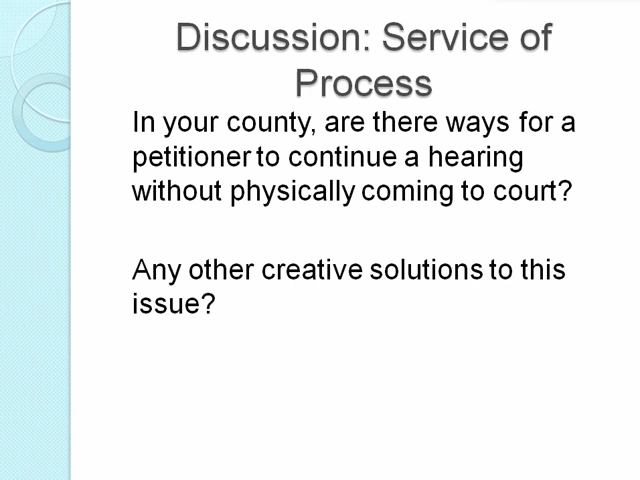 Discussion: Service of
Process
In your county, are there ways for a
petitioner to continue a hearing
without physically coming to court?
Any other creative solutions to this
issue?